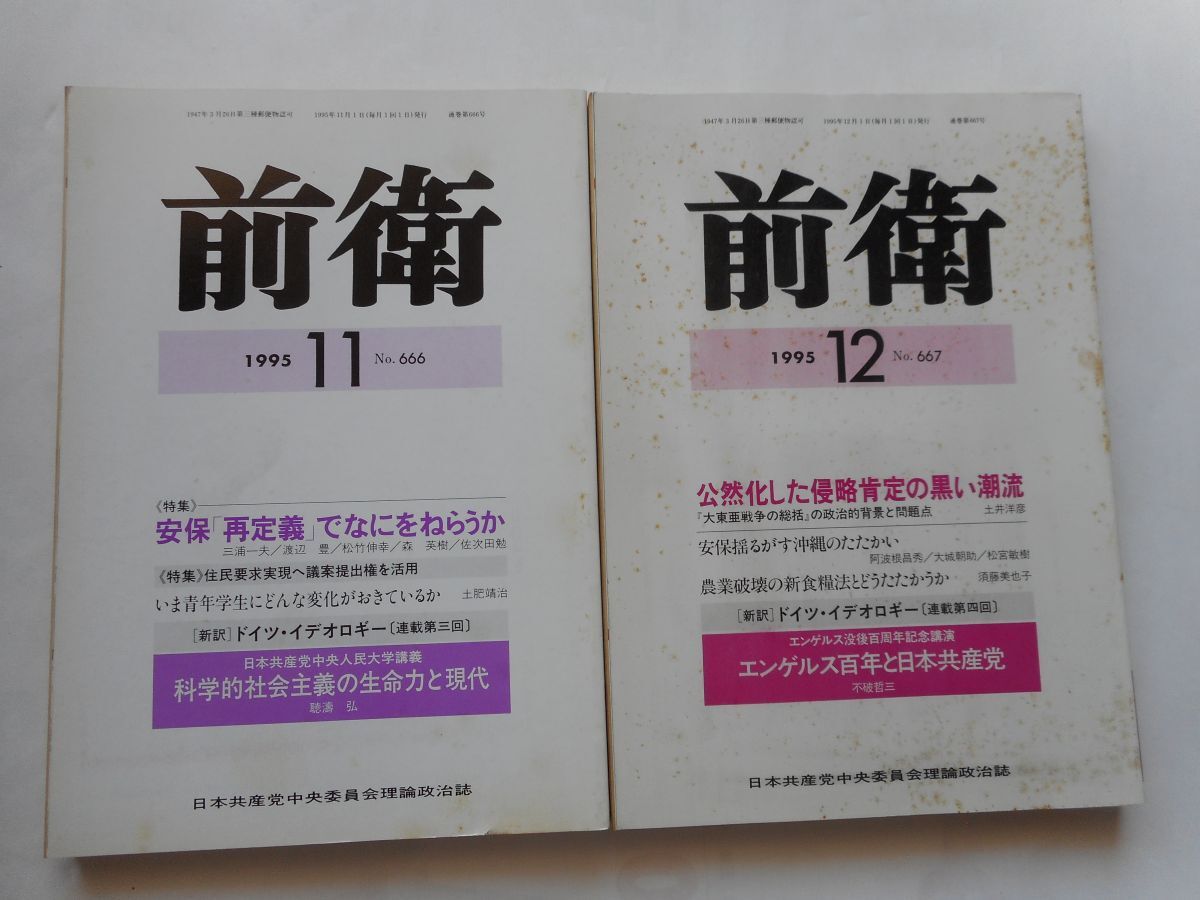 1947年3月26日第三種郵便物認可 1995年11月1日(毎月1回1日)発行 通巻第666号
前衛
1995 11 No. 666
《特集》
安保「再定義」でなにをねらうか
三浦一夫/渡辺 豊/松竹伸幸/森 英樹/佐次田勉
《特集》住民要求実現へ議案提出権を活用
いま青年学生にどんな変化がおきているか 土肥靖治
[新訳]ドイツ・イデオロギー〔連載第三回〕
日本共産党中央人民大学講義
科学的社会主義の生命力と現代
聴濤 弘
日本共産党中央委員会理論政治誌
1947年3月26日第三種郵便物認可 1995年12月1日(毎月1回1日)発行 通巻第667号
前衛
1995 12 No. 667
公然化した侵略肯定の黒い潮流
『大東亜戦争の総括』の政治的背景と問題点 土井洋彦
安保揺るがす沖縄のたたかい
阿波根昌秀/大城朝助/松宮敏樹
農業破壊の新食糧法とどうたたかうか 須藤美也子
[新訳]ドイツ・イデオロギー〔連載第四回〕
エンゲルス没後百周年記念講演
エンゲルス百年と日本共産党
不破哲三
日本共産党中央委員会理論政治誌